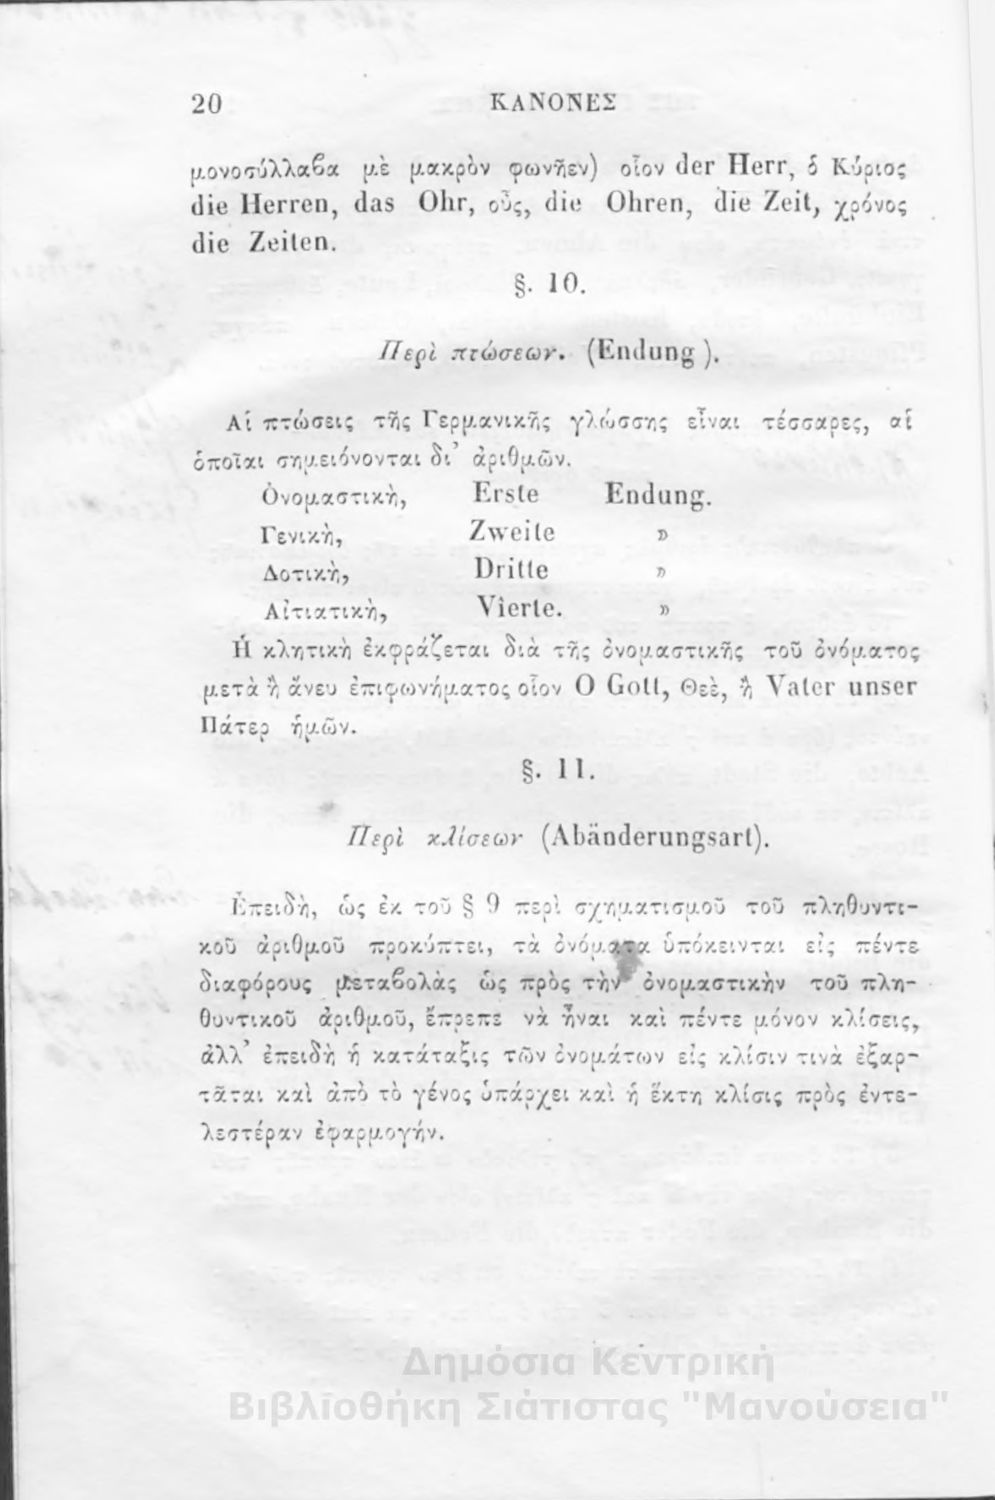 20 ΚΑΝΟΝΕΣ
μονοσύλλαβα μὲ μακρὸν φωνῆεν) οἷον der Herr, ὁ Κύριος
die Herren, das Ohr, οὖς, die Ohren, die Zeit, χρόνος
die Zeiten.
§. 10.
Περὶ πτώσεων. (Endung).
Αἱ πτώσεις τῆς Γερμανικῆς γλώσσης εἶναι τέσσαρες, αἱ
ὁποῖαι σημειόνονται δι’ ἀριθμῶν.
Ὀνομαστικὴ, Erste Endung.
Γενικὴ, Zweite »
Δοτικὴ, Dritte »
Αἰτιατικὴ, Vierte. »
Ἡ κλητικὴ ἐκφράζεται διὰ τῆς ὀνομαστικῆς τοῦ ὀνόματος
μετὰ ἢ ἄνευ ἐπιφωνήματος οἷον O Gott, Θεὲ, ἢ Vater unser
Πάτερ ἡμῶν.
§. 11.
Περὶ κλίσεων (Abänderungsart).
Ἐπειδὴ, ὡς ἐκ τοῦ § 9 περὶ σχηματισμοῦ τοῦ πληθυντι-
κοῦ ἀριθμοῦ προκύπτει, τὰ ὀνόματα ὑπόκεινται εἰς πέντε
διαφόρους μεταβολὰς ὡς πρὸς τὴν ὀνομαστικὴν τοῦ πλη-
θυντικοῦ ἀριθμοῦ, ἔπρεπε νὰ ἦναι καὶ πέντε μόνον κλίσεις,
ἀλλ’ ἐπειδὴ ἡ κατάταξις τῶν ὀνομάτων εἰς κλίσιν τινὰ ἐξαρ-
τᾶται καὶ ἀπὸ τὸ γένος ὑπάρχει καὶ ἡ ἕκτη κλίσις πρὸς ἐντε-
λεστέραν ἐφαρμογήν.
Δημόσια Κεντρική
Βιβλιοθήκη Σιάτιστας "Μανούσεια"